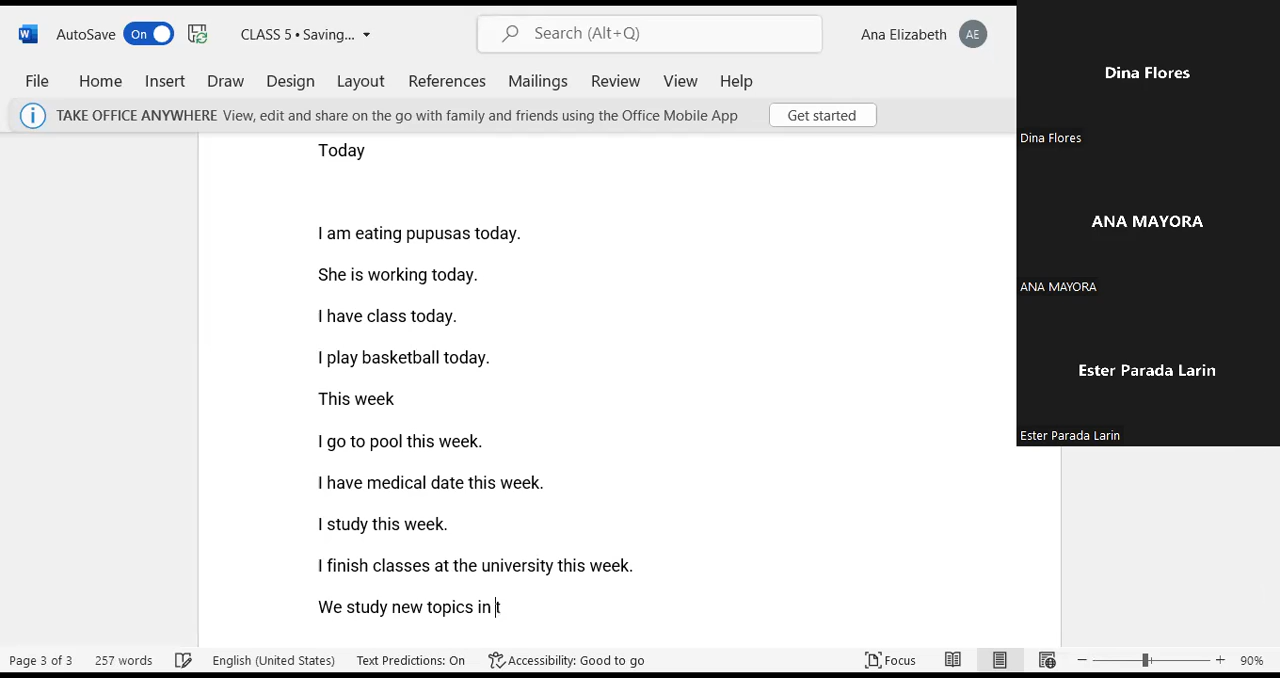 AutoSave On CLASS 5 • Saving... Search (Alt+Q) Ana Elizabeth AE
File Home Insert Draw Design Layout References Mailings Review View Help
TAKE OFFICE ANYWHERE View, edit and share on the go with family and friends using the Office Mobile App Get started
Today
I am eating pupusas today.
She is working today.
I have class today.
I play basketball today.
This week
I go to pool this week.
I have medical date this week.
I study this week.
I finish classes at the university this week.
We study new topics in t
Page 3 of 3 257 words English (United States) Text Predictions: On Accessibility: Good to go Focus 90%
Dina Flores
Dina Flores
ANA MAYORA
ANA MAYORA
Ester Parada Larin
Ester Parada Larin